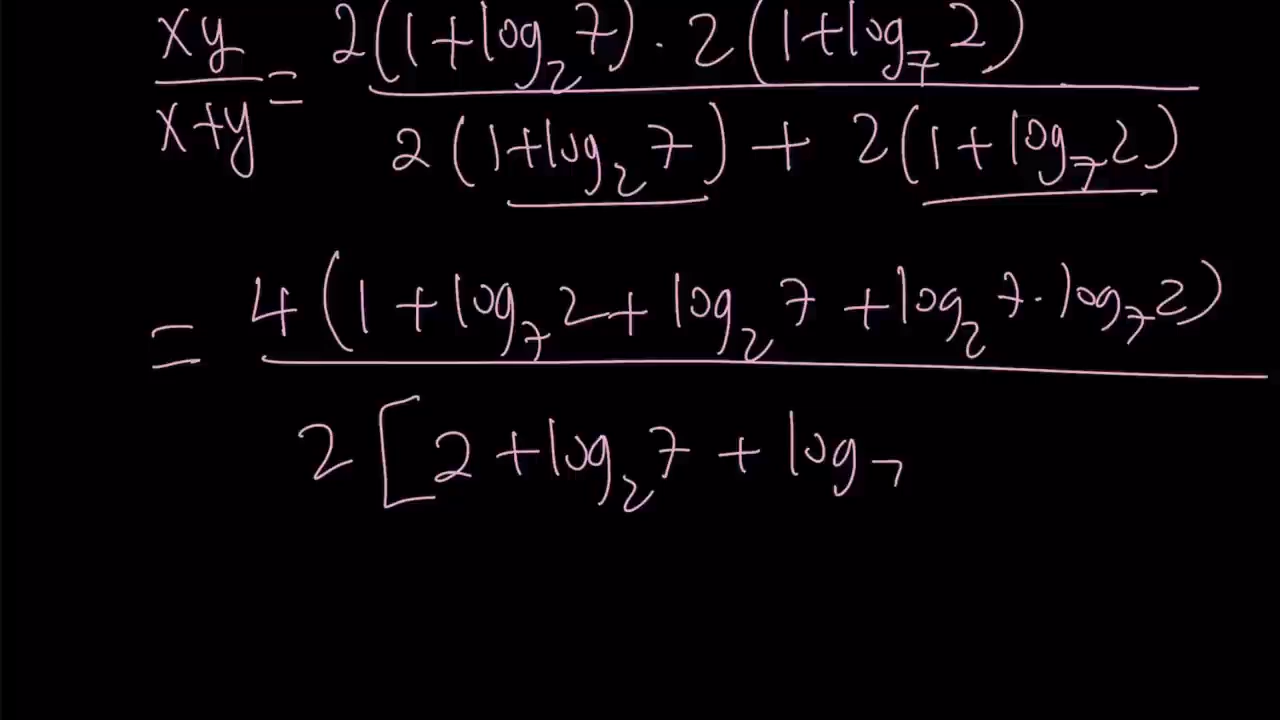 xy/x+y = 2(1+log₂7)·2(1+log₇2) / 2(1+log₂7) + 2(1+log₇2)
= 4(1+log₇2+log₂7+log₂7·log₇2) / 2[2+log₂7+log₇